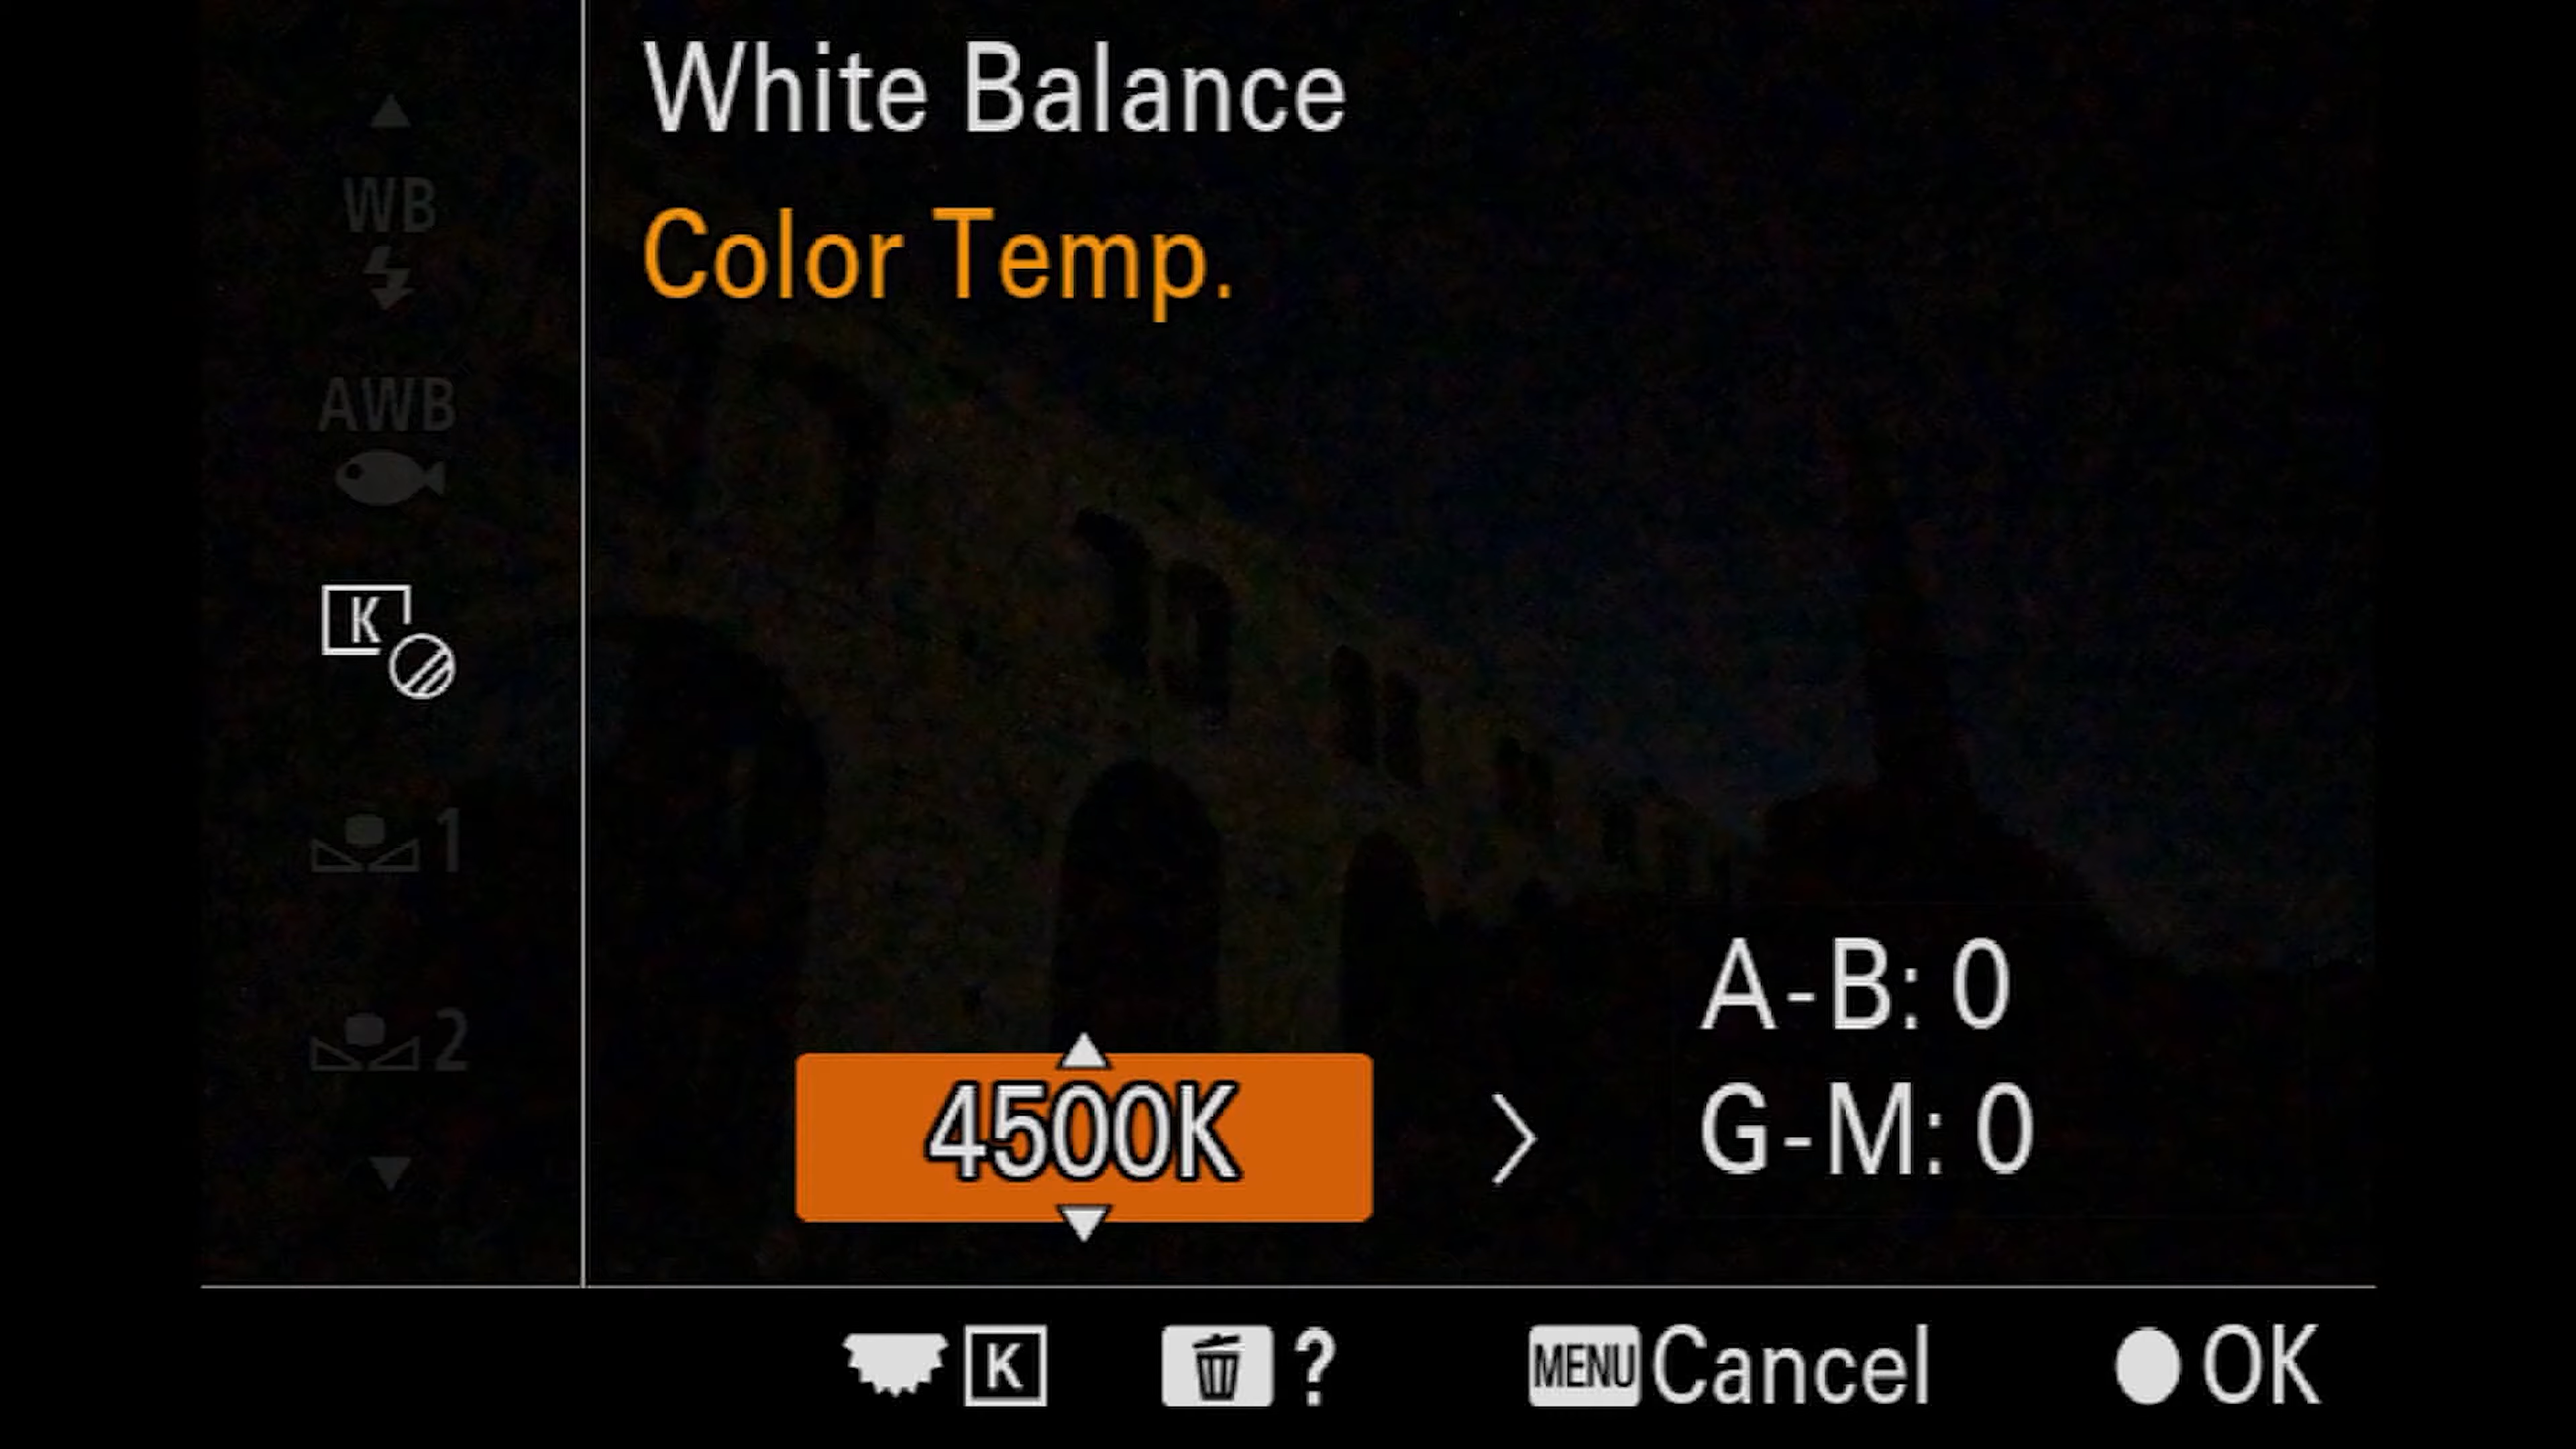 White Balance
Color Temp.
WB
AWB
K
1
2
4500K
A-B: 0
G-M: 0
K ? MENU Cancel OK